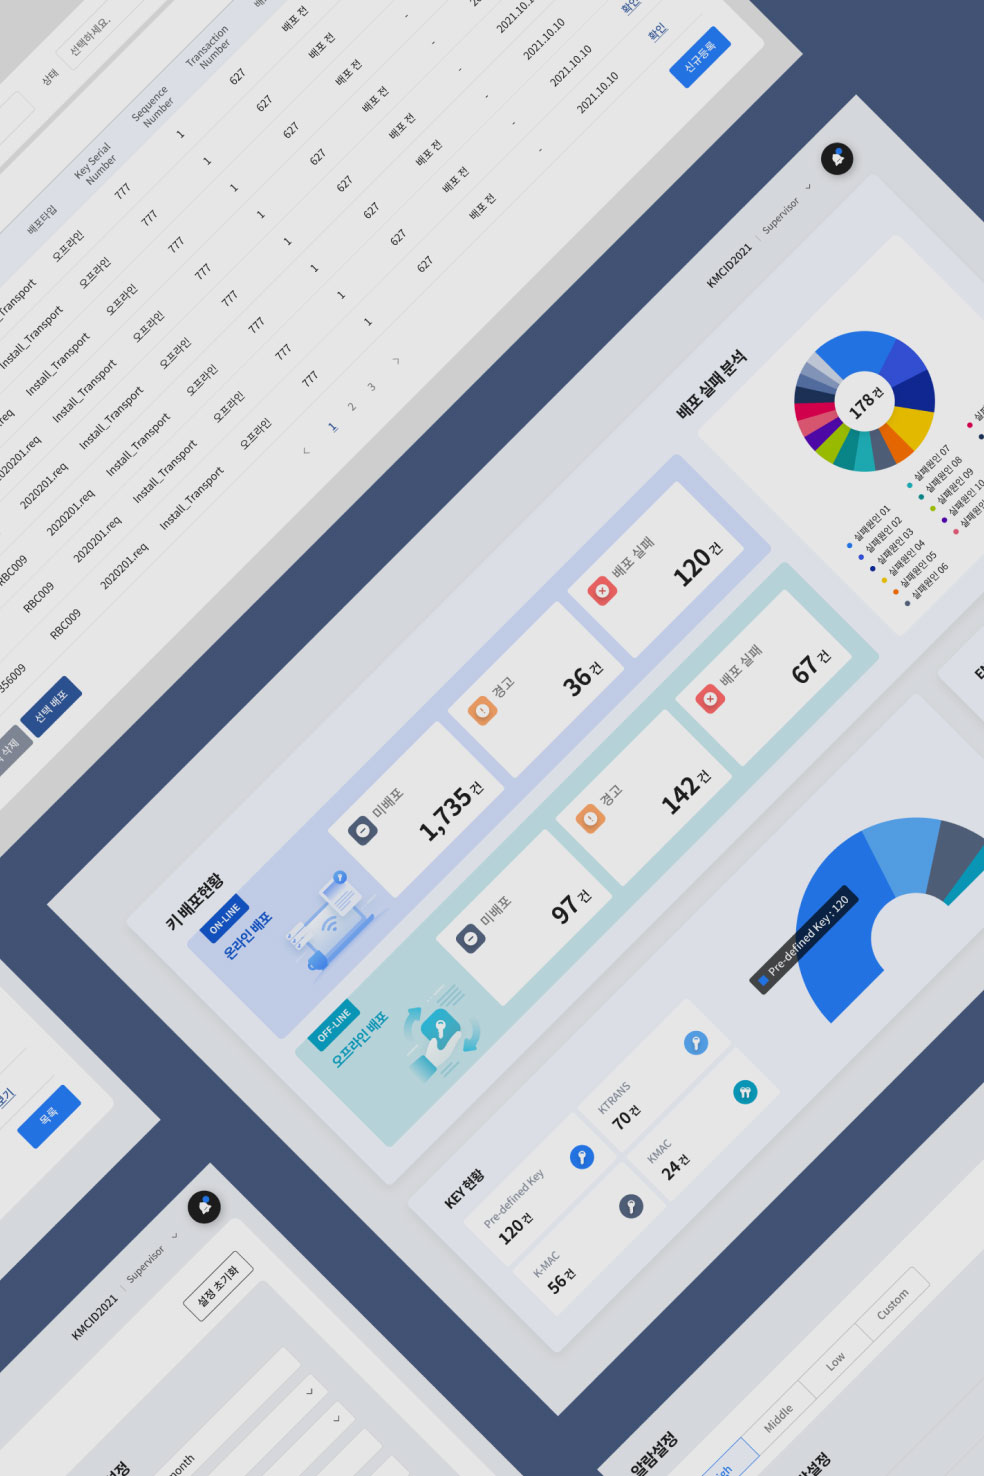 선택하세요.
상태
배포타입
Key Serial
Number
Sequence
Number
Transaction
Number
Install_Transport
오프라인
777
1
627
배포 전
-
2021.10.10
확인
Install_Transport
오프라인
777
1
627
배포 전
-
2021.10.10
확인
2020201.req
Install_Transport
오프라인
777
1
627
배포 전
-
2021.10.10
2020201.req
Install_Transport
오프라인
777
1
627
배포 전
-
2021.10.10
RBC009
2020201.req
Install_Transport
오프라인
777
1
627
배포 전
-
RBC009
2020201.req
Install_Transport
오프라인
777
1
627
배포 전
-
RBC009
2020201.req
Install_Transport
오프라인
777
1
627
배포 전
신규등록
< 1 2 3 >
삭제
선택 배포
KMCID2021 | Supervisor
키 배포현황
ON-LINE
온라인 배포
미배포
1,735 건
경고
36 건
배포 실패
120 건
OFF-LINE
오프라인 배포
미배포
97 건
경고
142 건
배포 실패
67 건
배포 실패 분석
178 건
실패원인 01
실패원인 02
실패원인 03
실패원인 04
실패원인 05
실패원인 06
실패원인 07
실패원인 08
실패원인 09
실패원인 10
KEY 현황
Pre-defined Key
120 건
KTRANS
70 건
K-MAC
56 건
KMAC
24 건
Pre-defined Key : 120
목록
KMCID2021 | Supervisor
설정 초기화
알람설정
Middle
Low
Custom